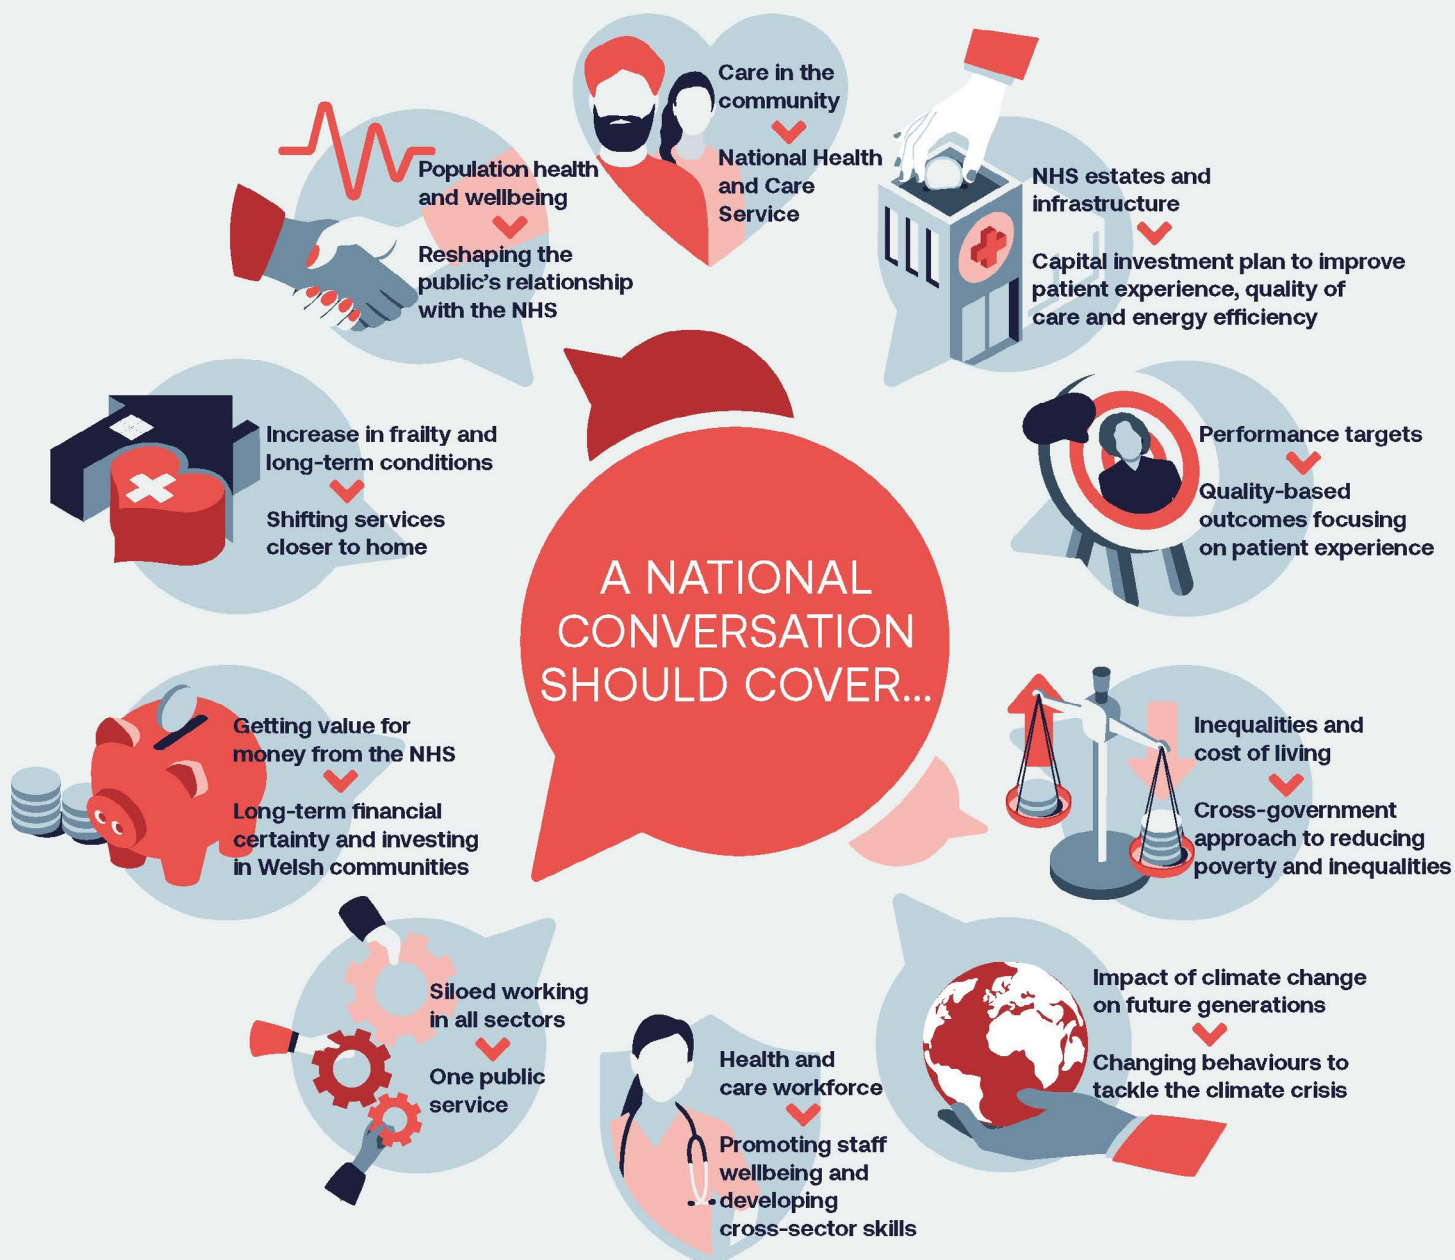 Care in the
community
National Health
and Care
Service
NHS estates and
infrastructure
Capital investment plan to improve
patient experience, quality of
care and energy efficiency
Performance targets
Quality-based
outcomes focusing
on patient experience
Inequalities and
cost of living
Cross-government
approach to reducing
poverty and inequalities
Impact of climate change
on future generations
Changing behaviours to
tackle the climate crisis
Health and
care workforce
Promoting staff
wellbeing and
developing
cross-sector skills
Siloed working
in all sectors
One public
service
Getting value for
money from the NHS
Long-term financial
certainty and investing
in Welsh communities
Increase in frailty and
long-term conditions
Shifting services
closer to home
Population health
and wellbeing
Reshaping the
public’s relationship
with the NHS
A NATIONAL
CONVERSATION
SHOULD COVER...